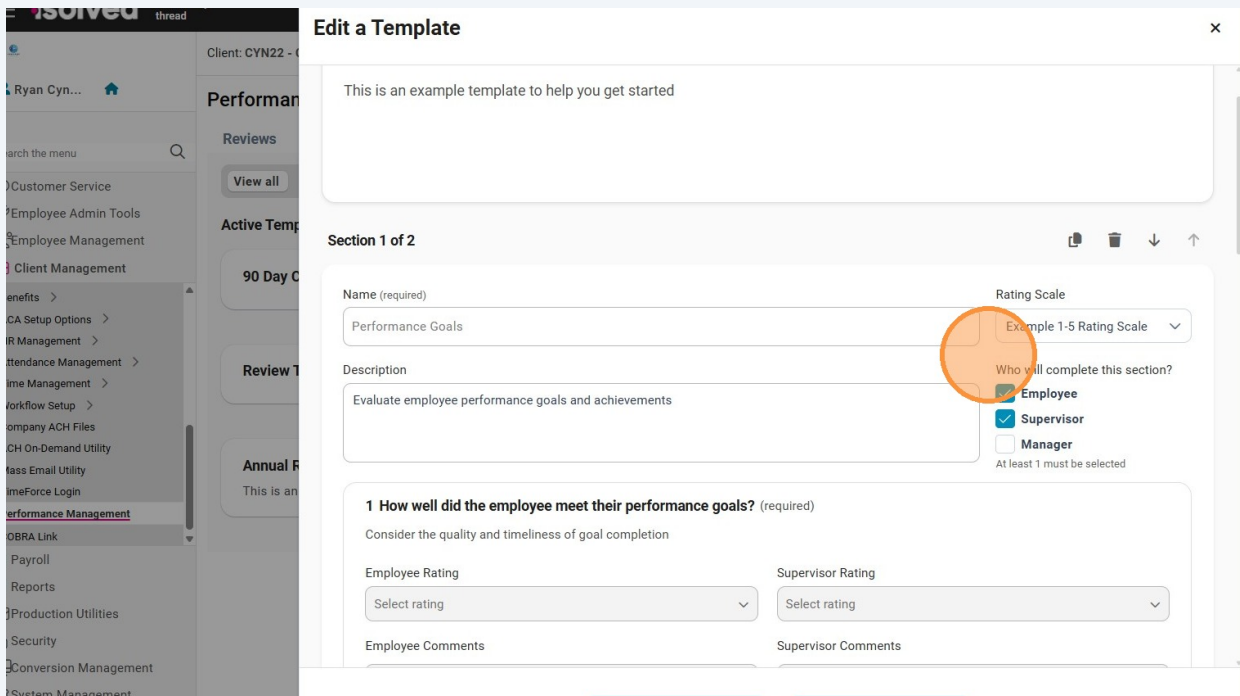 isolved
thread
Edit a Template
×
Client: CYN22 -
Ryan Cyn...
Performan
This is an example template to help you get started
Reviews
earch the menu
View all
Customer Service
Employee Admin Tools
Active Temp
Employee Management
Section 1 of 2
Client Management
90 Day C
enefits >
Name (required)
Rating Scale
CA Setup Options >
Performance Goals
Example 1-5 Rating Scale
R Management >
ttendance Management >
Review T
Description
Who will complete this section?
ime Management >
Evaluate employee performance goals and achievements
Employee
Workflow Setup >
Supervisor
ompany ACH Files
Manager
CH On-Demand Utility
At least 1 must be selected
Mass Email Utility
Annual R
imeForce Login
This is an
1 How well did the employee meet their performance goals? (required)
erformance Management
Consider the quality and timeliness of goal completion
OBRA Link
Payroll
Employee Rating
Supervisor Rating
Reports
Select rating
Select rating
Production Utilities
Security
Employee Comments
Supervisor Comments
Conversion Management
System Management